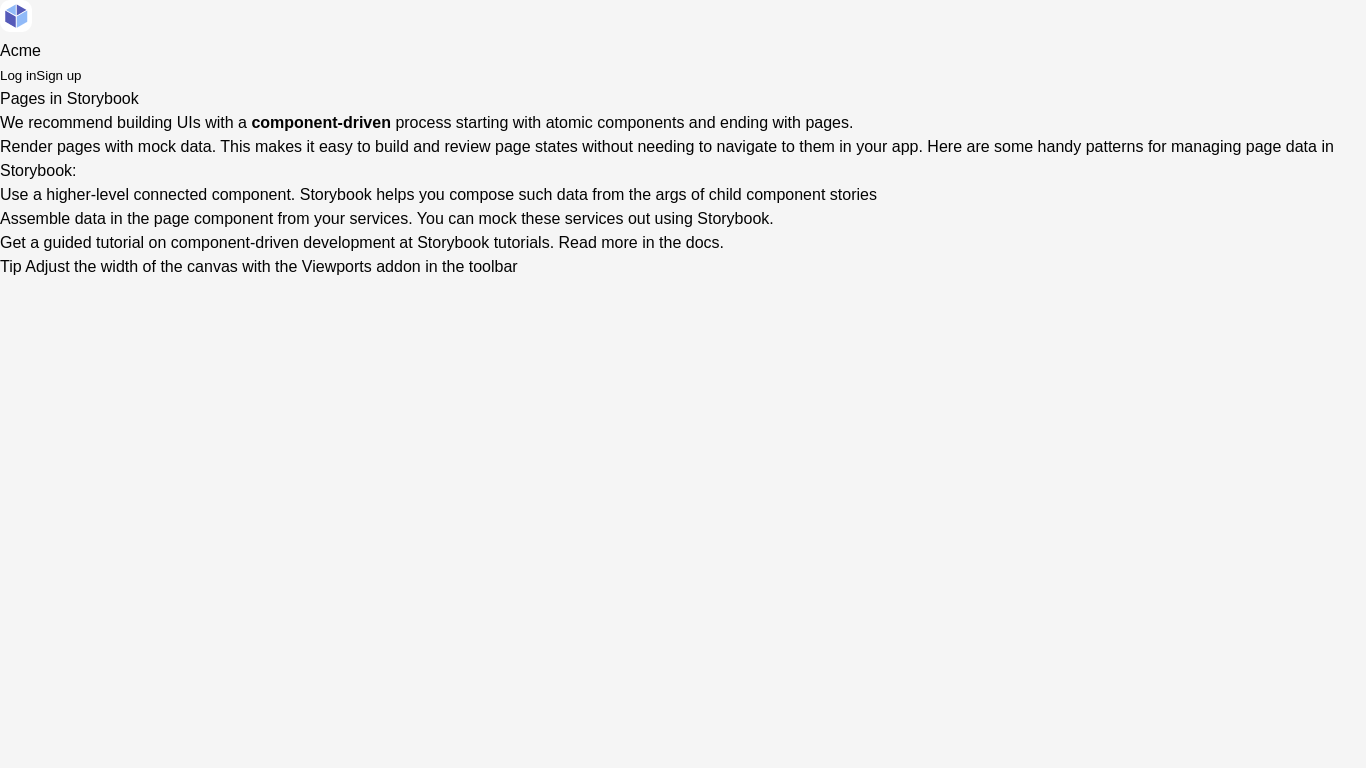 Acme
Log inSign up
Pages in Storybook
We recommend building UIs with a component-driven process starting with atomic components and ending with pages.
Render pages with mock data. This makes it easy to build and review page states without needing to navigate to them in your app. Here are some handy patterns for managing page data in
Storybook:
Use a higher-level connected component. Storybook helps you compose such data from the args of child component stories
Assemble data in the page component from your services. You can mock these services out using Storybook.
Get a guided tutorial on component-driven development at Storybook tutorials. Read more in the docs.
Tip Adjust the width of the canvas with the Viewports addon in the toolbar